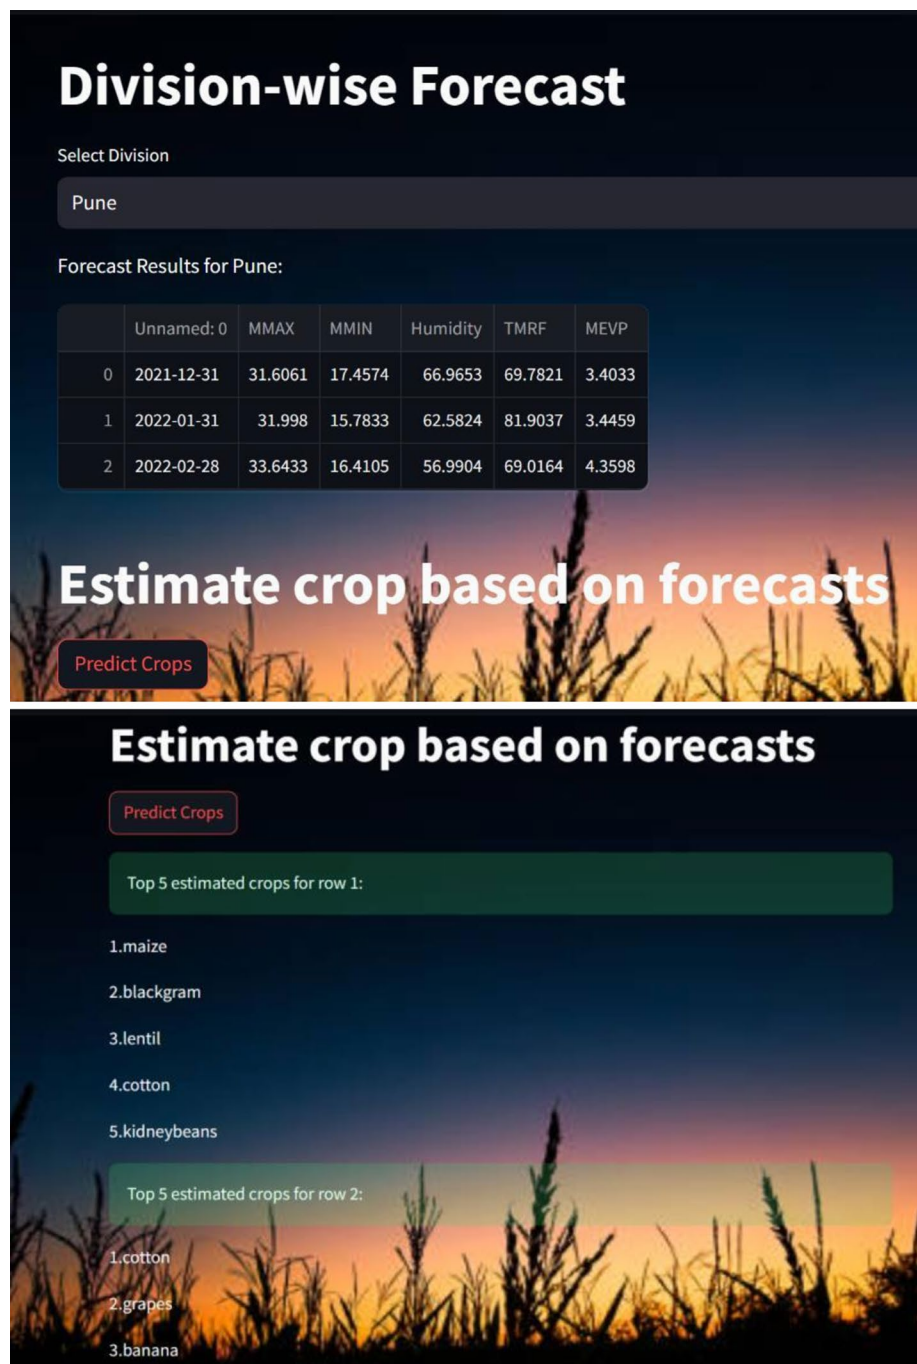 Division-wise Forecast
Select Division
Pune
Forecast Results for Pune:
Unnamed: 0 MMAX MMIN Humidity TMRF MEVP
0 2021-12-31 31.6061 17.4574 66.9653 69.7821 3.4033
1 2022-01-31 31.998 15.7833 62.5824 81.9037 3.4459
2 2022-02-28 33.6433 16.4105 56.9904 69.0164 4.3598
Estimate crop based on forecasts
Predict Crops
Estimate crop based on forecasts
Predict Crops
Top 5 estimated crops for row 1:
1.maize
2.blackgram
3.lentil
4.cotton
5.kidneybeans
Top 5 estimated crops for row 2:
1.cotton
2.grapes
3.banana